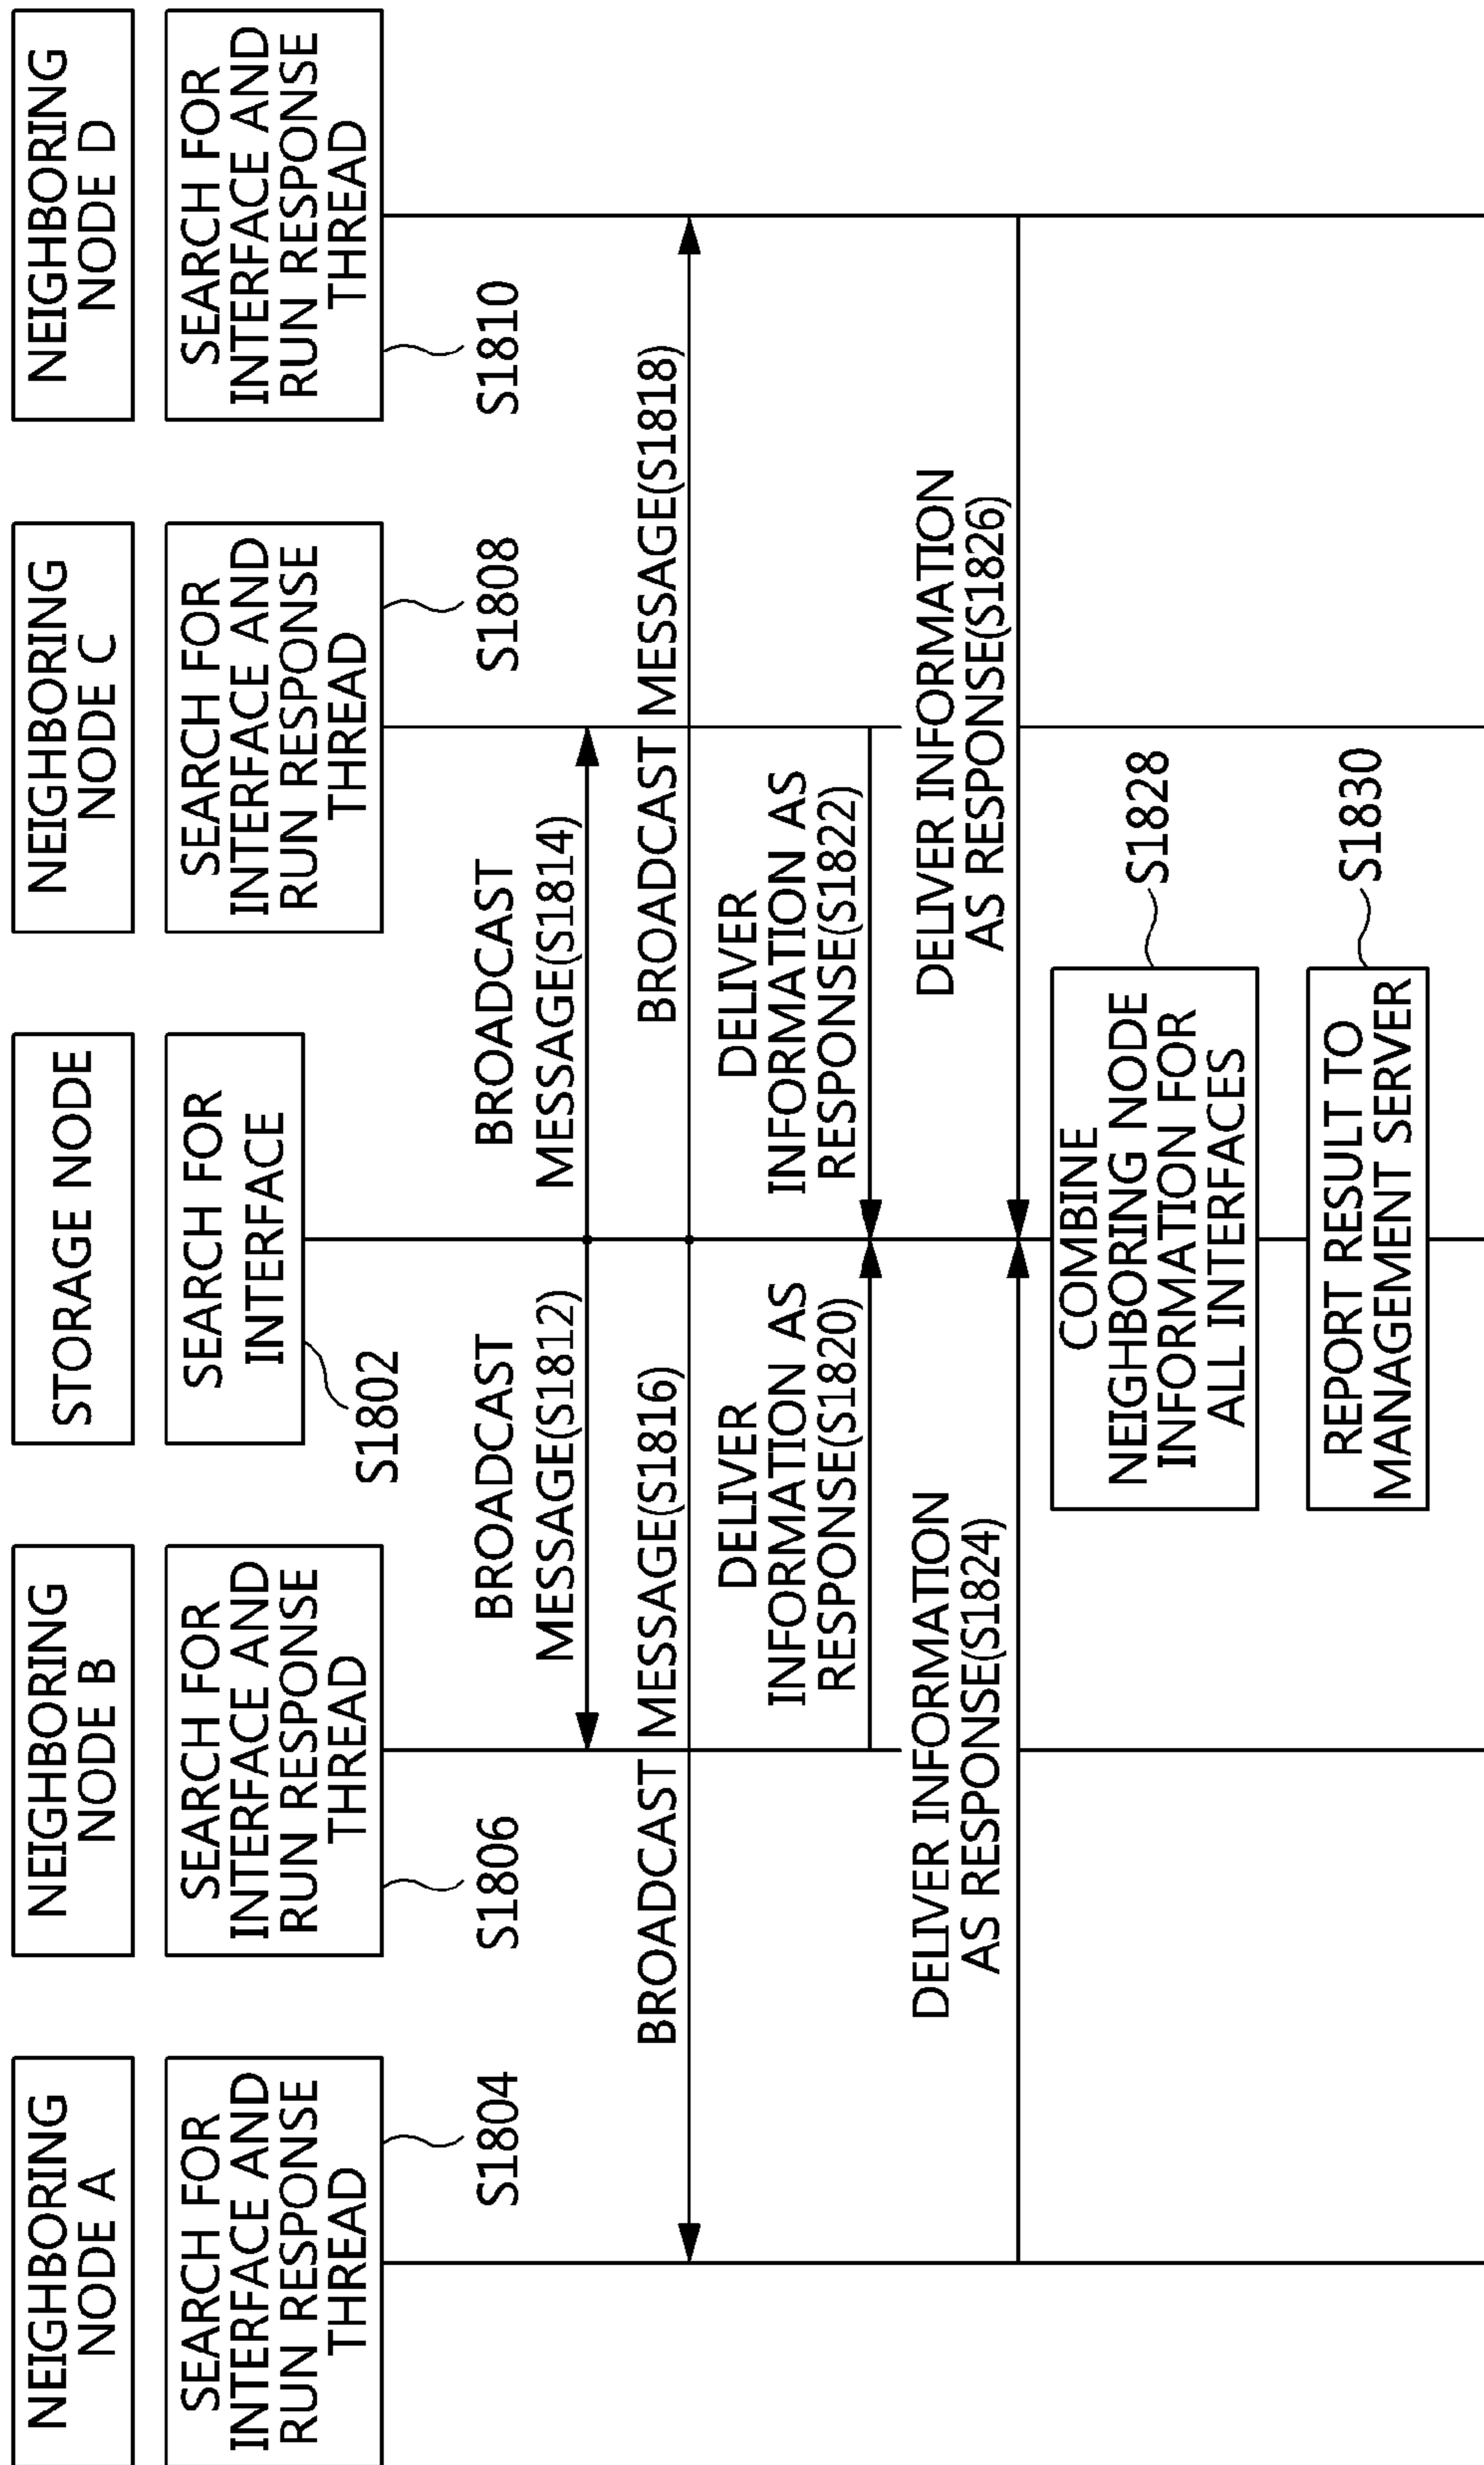 NEIGHBORING
NODE A
NEIGHBORING
NODE B
STORAGE NODE
NEIGHBORING
NODE C
NEIGHBORING
NODE D
SEARCH FOR
INTERFACE AND
RUN RESPONSE
THREAD
SEARCH FOR
INTERFACE AND
RUN RESPONSE
THREAD
SEARCH FOR
INTERFACE
SEARCH FOR
INTERFACE AND
RUN RESPONSE
THREAD
SEARCH FOR
INTERFACE AND
RUN RESPONSE
THREAD
S1802
S1804
S1806
S1808
S1810
BROADCAST
MESSAGE(S1812)
BROADCAST
MESSAGE(S1814)
BROADCAST MESSAGE(S1816)
BROADCAST MESSAGE(S1818)
DELIVER
INFORMATION AS
RESPONSE(S1820)
DELIVER
INFORMATION AS
RESPONSE(S1822)
DELIVER INFORMATION
AS RESPONSE(S1824)
DELIVER INFORMATION
AS RESPONSE(S1826)
COMBINE
NEIGHBORING NODE
INFORMATION FOR
ALL INTERFACES
S1828
REPORT RESULT TO
MANAGEMENT SERVER
S1830